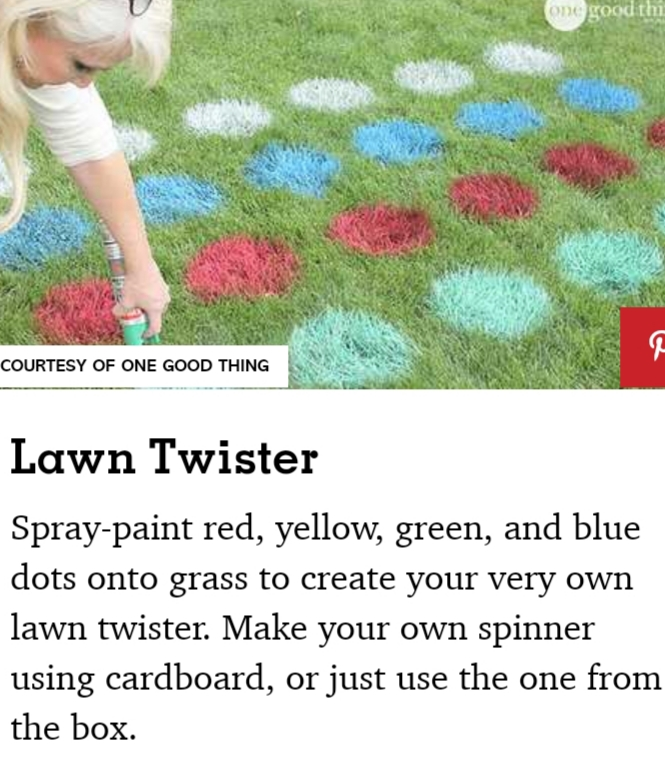 one good thi
COURTESY OF ONE GOOD THING
Lawn Twister
Spray-paint red, yellow, green, and blue
dots onto grass to create your very own
lawn twister. Make your own spinner
using cardboard, or just use the one from
the box.